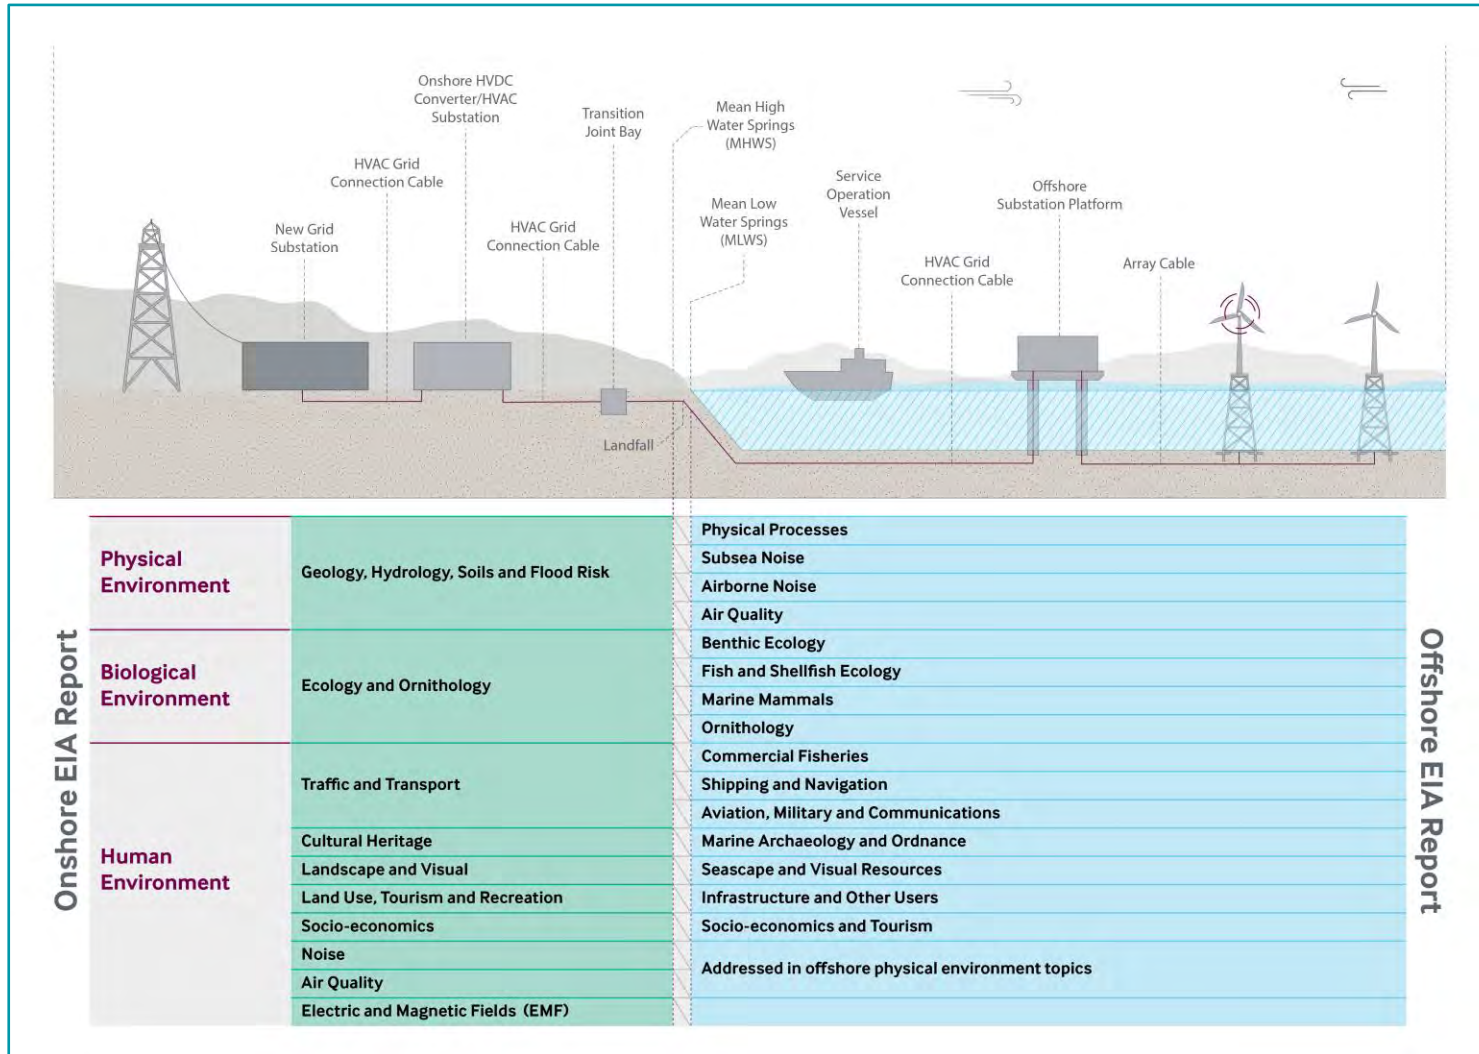 Onshore HVDC
Converter/HVAC
Substation
Transition
Joint Bay
Mean High
Water Springs
(MHWS)
HVAC Grid
Connection Cable
Service
Operation
Vessel
Offshore
Substation Platform
Mean Low
Water Springs
(MLWS)
New Grid
Substation
HVAC Grid
Connection Cable
HVAC Grid
Connection Cable
Array Cable
Landfall
Onshore EIA Report
Physical
Environment
Geology, Hydrology, Soils and Flood Risk
Physical Processes
Subsea Noise
Airborne Noise
Air Quality
Biological
Environment
Ecology and Ornithology
Benthic Ecology
Fish and Shellfish Ecology
Marine Mammals
Ornithology
Human
Environment
Traffic and Transport
Commercial Fisheries
Shipping and Navigation
Aviation, Military and Communications
Cultural Heritage
Marine Archaeology and Ordnance
Landscape and Visual
Seascape and Visual Resources
Land Use, Tourism and Recreation
Infrastructure and Other Users
Socio-economics
Socio-economics and Tourism
Noise
Air Quality
Addressed in offshore physical environment topics
Electric and Magnetic Fields (EMF)
Offshore EIA Report